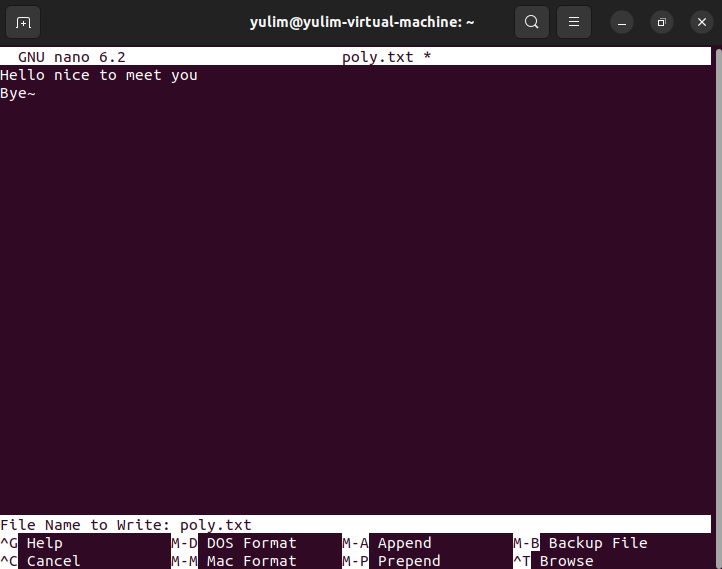 yulim@yulim-virtual-machine: ~
GNU nano 6.2 poly.txt *
Hello nice to meet you
Bye~
File Name to Write: poly.txt
^G Help M-D DOS Format M-A Append M-B Backup File
^C Cancel M-M Mac Format M-P Prepend ^T Browse